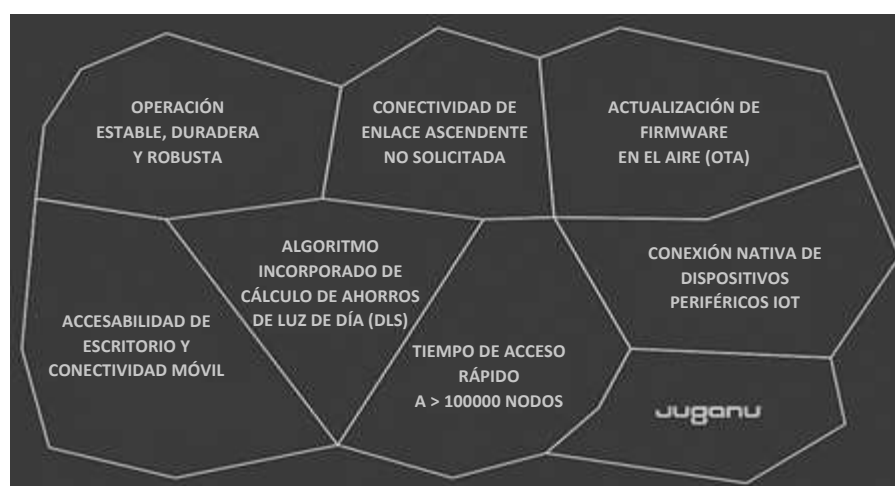 OPERACIÓN
ESTABLE, DURADERA
Y ROBUSTA
CONECTIVIDAD DE
ENLACE ASCENDENTE
NO SOLICITADA
ACTUALIZACIÓN DE
FIRMWARE
EN EL AIRE (OTA)
ACCESABILIDAD DE
ESCRITORIO Y
CONECTIVIDAD MÓVIL
ALGORITMO
INCORPORADO DE
CÁLCULO DE AHORROS
DE LUZ DE DÍA (DLS)
TIEMPO DE ACCESO
RÁPIDO
A > 100000 NODOS
CONEXIÓN NATIVA DE
DISPOSITIVOS
PERIFÉRICOS IOT
juganu